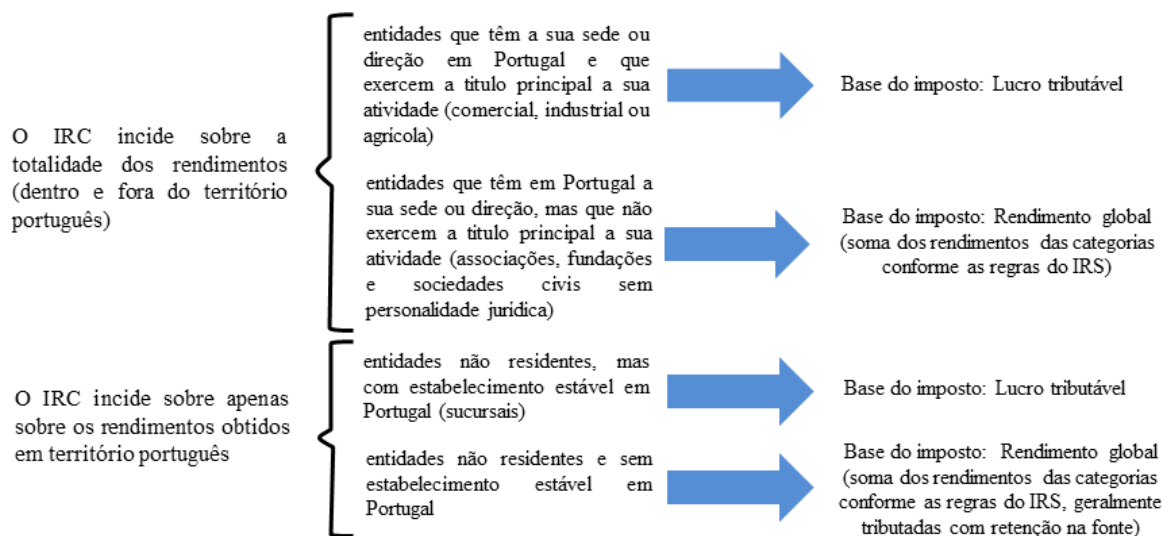 O IRC incide sobre a
totalidade dos rendimentos
(dentro e fora do território
português)
entidades que têm a sua sede ou
direção em Portugal e que
exercem a titulo principal a sua
atividade (comercial, industrial ou
agrícola)
Base do imposto: Lucro tributável
entidades que têm em Portugal a
sua sede ou direção, mas que não
exercem a titulo principal a sua
atividade (associações, fundações
e sociedades civis sem
personalidade jurídica)
Base do imposto: Rendimento global
(soma dos rendimentos das categorias
conforme as regras do IRS)
O IRC incide sobre apenas
sobre os rendimentos obtidos
em território português
entidades não residentes, mas
com estabelecimento estável em
Portugal (sucursais)
Base do imposto: Lucro tributável
entidades não residentes e sem
estabelecimento estável em
Portugal
Base do imposto: Rendimento global
(soma dos rendimentos das categorias
conforme as regras do IRS, geralmente
tributadas com retenção na fonte)